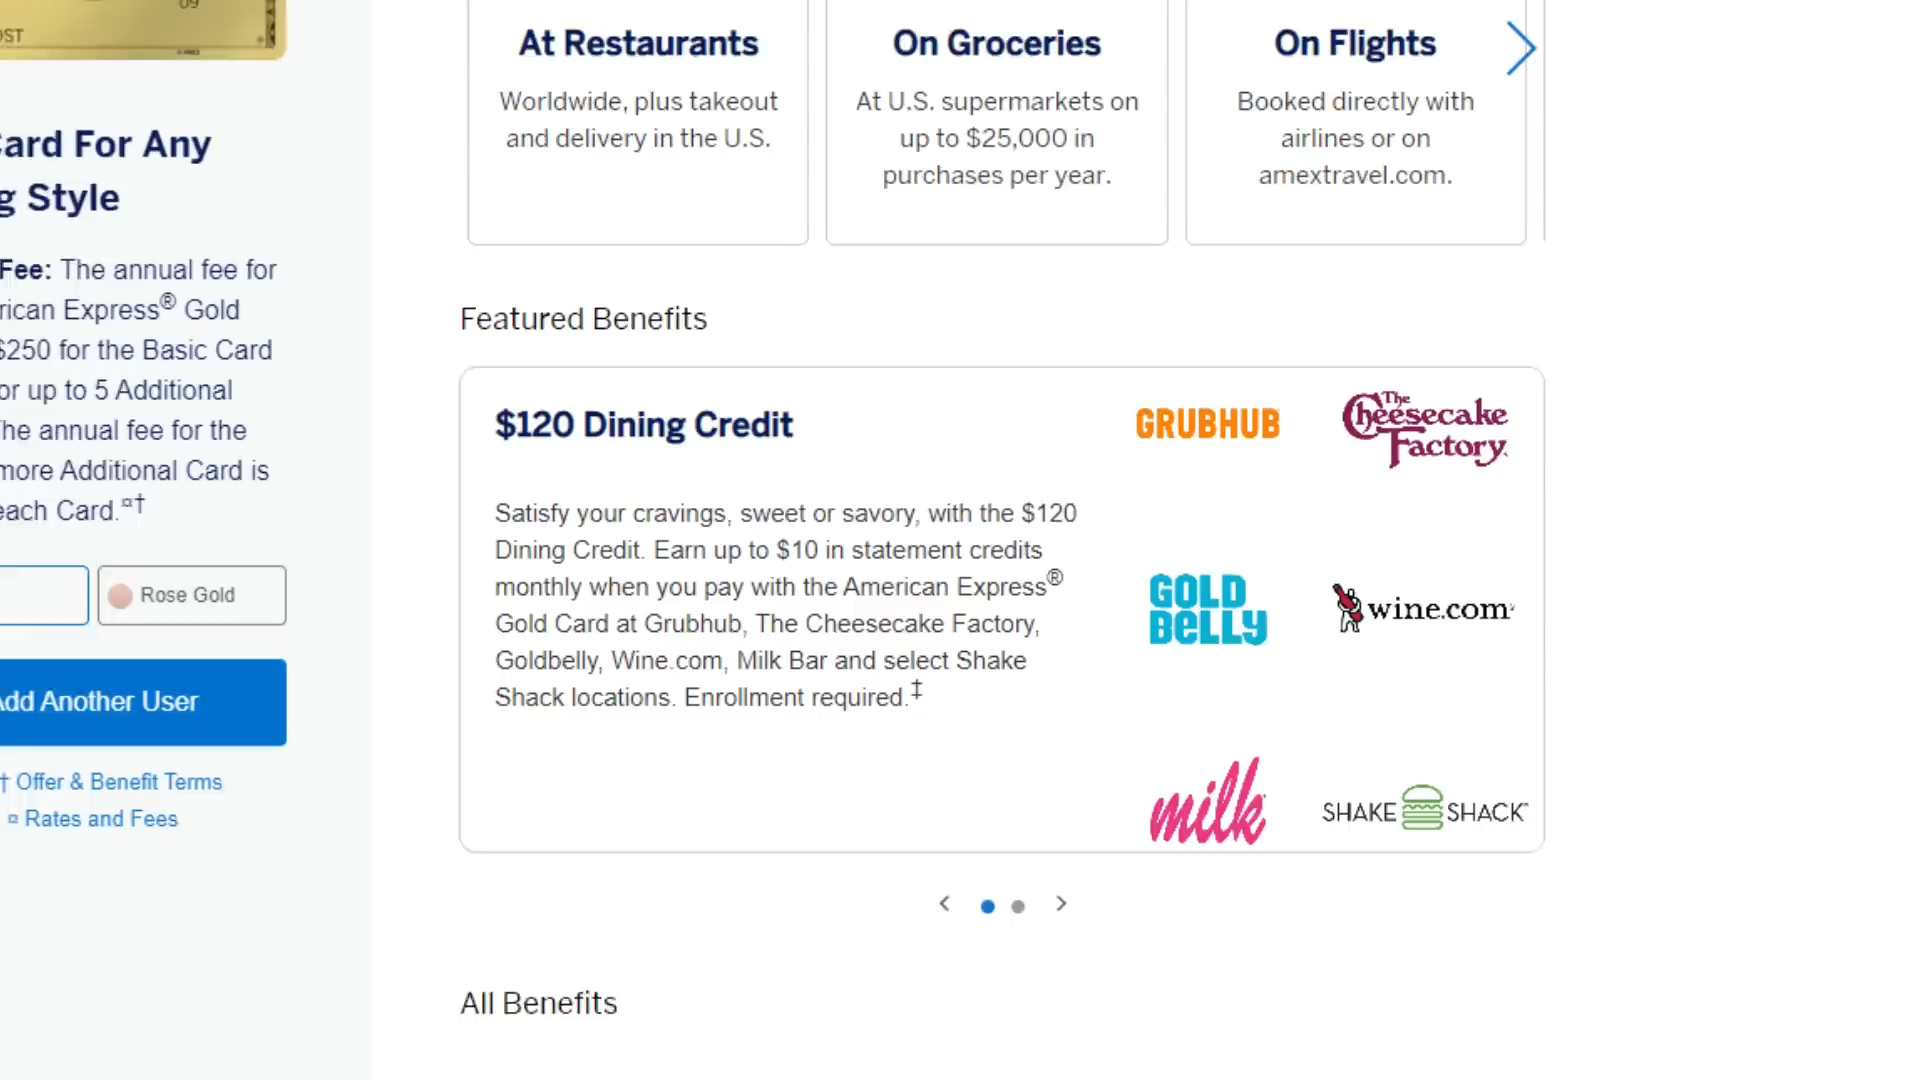 09
OST
Card For Any
g Style
Fee: The annual fee for
rican Express® Gold
$250 for the Basic Card
or up to 5 Additional
The annual fee for the
more Additional Card is
each Card.¤†
Rose Gold
Add Another User
† Offer & Benefit Terms
¤ Rates and Fees
At Restaurants
Worldwide, plus takeout
and delivery in the U.S.
On Groceries
At U.S. supermarkets on
up to $25,000 in
purchases per year.
On Flights
Booked directly with
airlines or on
amextravel.com.
Featured Benefits
$120 Dining Credit
Satisfy your cravings, sweet or savory, with the $120
Dining Credit. Earn up to $10 in statement credits
monthly when you pay with the American Express®
Gold Card at Grubhub, The Cheesecake Factory,
Goldbelly, Wine.com, Milk Bar and select Shake
Shack locations. Enrollment required.‡
GRUBHUB
The
Cheesecake
Factory.
GOLD
BeLLy
wine.com
milk
SHAKE SHACK
All Benefits